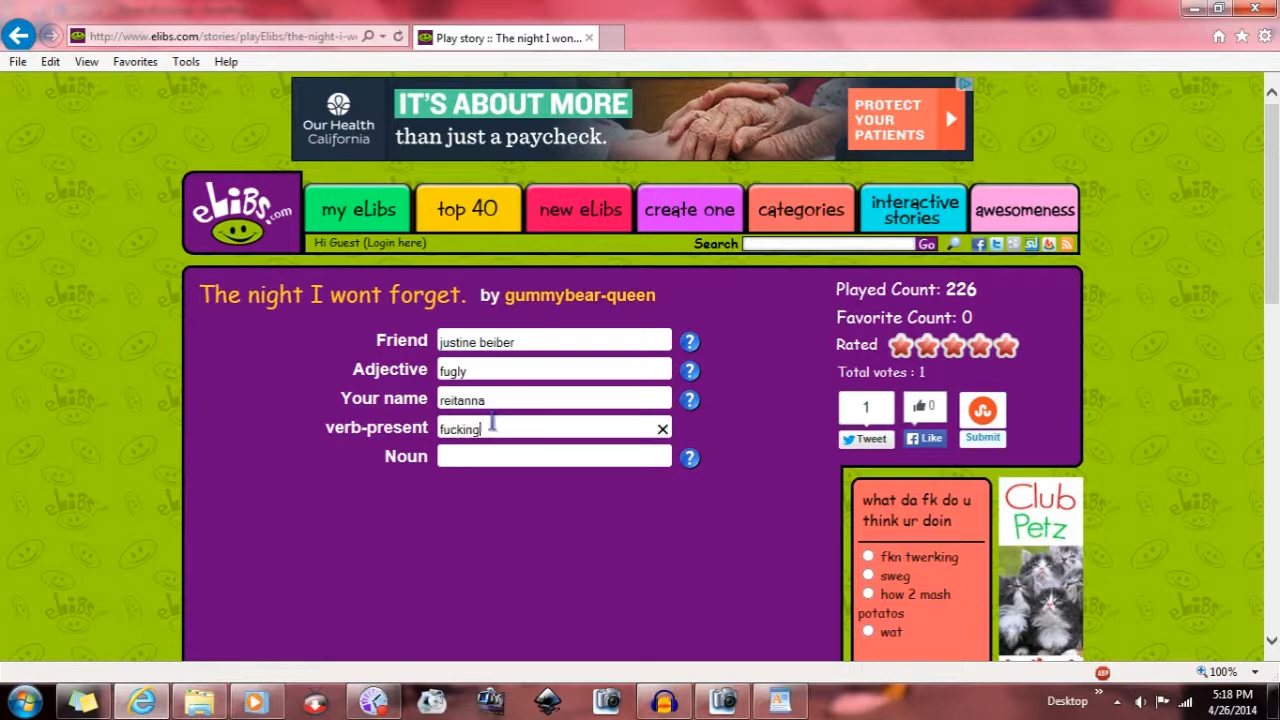 http://www.elibs.com/stories/playElibs/the-night-i-w
Play story :: The night I won...
File Edit View Favorites Tools Help
Our Health
California
IT'S ABOUT MORE
than just a paycheck.
PROTECT
YOUR
PATIENTS
eLibs.com
my eLibs
top 40
new eLibs
create one
categories
interactive
stories
awesomeness
Hi Guest (Login here)
Search
Go
The night I wont forget. by gummybear-queen
Friend justine beiber
Adjective fugly
Your name reitanna
verb-present fucking
Noun
Played Count: 226
Favorite Count: 0
Rated
Total votes : 1
1
0
Tweet
Like
Submit
what da fk do u
think ur doin
fkn twerking
sweg
how 2 mash
potatos
wat
Club
Petz
ABP
100%
Desktop
5:18 PM
4/26/2014